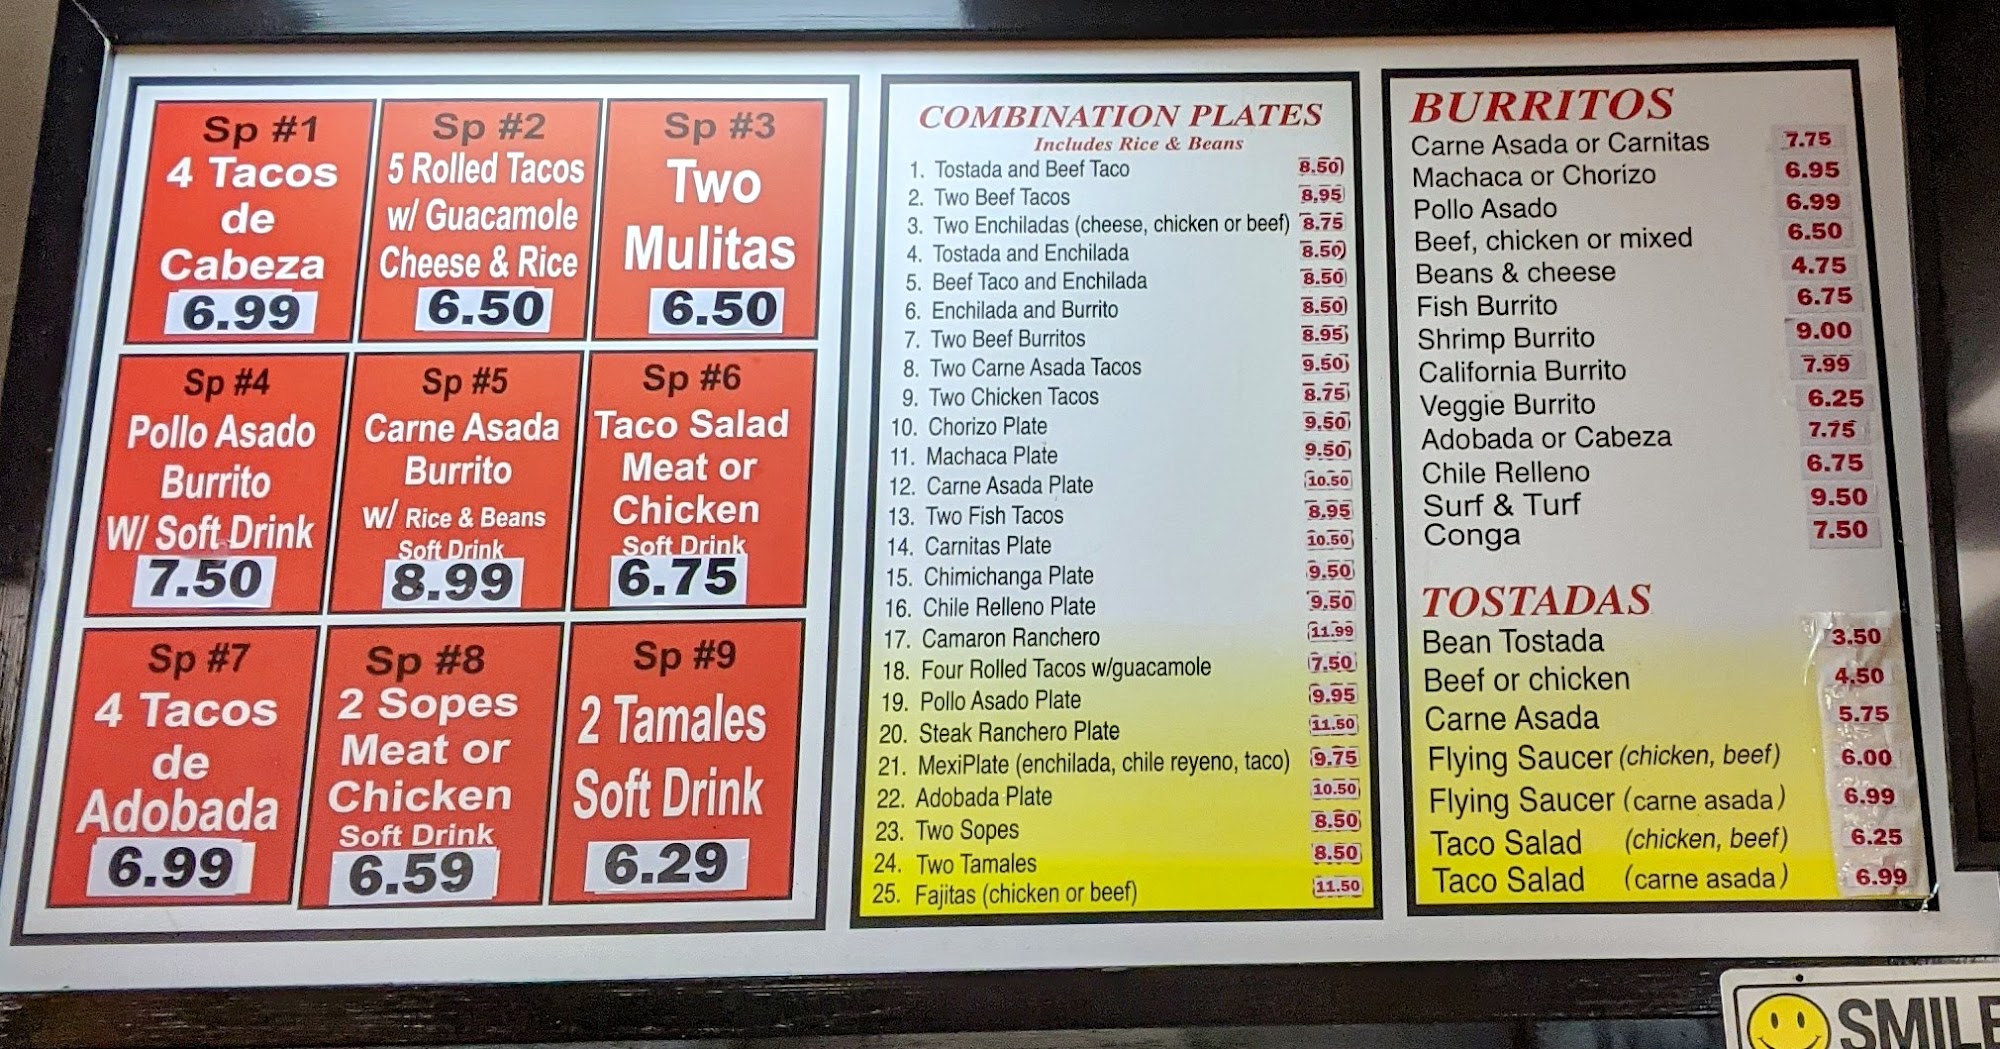 Sp #1
4 Tacos
de
Cabeza
6.99
Sp #2
5 Rolled Tacos
w/ Guacamole
Cheese & Rice
6.50
Sp #3
Two
Mulitas
6.50
Sp #4
Pollo Asado
Burrito
W/ Soft Drink
7.50
Sp #5
Carne Asada
Burrito
W/ Rice & Beans
Soft Drink
8.99
Sp #6
Taco Salad
Meat or
Chicken
Soft Drink
6.75
Sp #7
4 Tacos
de
Adobada
6.99
Sp #8
2 Sopes
Meat or
Chicken
Soft Drink
6.59
Sp #9
2 Tamales
Soft Drink
6.29
COMBINATION PLATES
Includes Rice & Beans
1. Tostada and Beef Taco 8.50
2. Two Beef Tacos 8.95
3. Two Enchiladas (cheese, chicken or beef) 8.75
4. Tostada and Enchilada 8.50
5. Beef Taco and Enchilada 8.50
6. Enchilada and Burrito 8.50
7. Two Beef Burritos 8.95
8. Two Carne Asada Tacos 9.50
9. Two Chicken Tacos 8.75
10. Chorizo Plate 9.50
11. Machaca Plate 9.50
12. Carne Asada Plate 10.50
13. Two Fish Tacos 8.95
14. Carnitas Plate 10.50
15. Chimichanga Plate 9.50
16. Chile Relleno Plate 9.50
17. Camaron Ranchero 11.99
18. Four Rolled Tacos w/guacamole 7.50
19. Pollo Asado Plate 9.95
20. Steak Ranchero Plate 11.50
21. MexiPlate (enchilada, chile reyeno, taco) 9.75
22. Adobada Plate 10.50
23. Two Sopes 8.50
24. Two Tamales 8.50
25. Fajitas (chicken or beef) 11.50
BURRITOS
Carne Asada or Carnitas 7.75
Machaca or Chorizo 6.95
Pollo Asado 6.99
Beef, chicken or mixed 6.50
Beans & cheese 4.75
Fish Burrito 6.75
Shrimp Burrito 9.00
California Burrito 7.99
Veggie Burrito 6.25
Adobada or Cabeza 7.75
Chile Relleno 6.75
Surf & Turf 9.50
Conga 7.50
TOSTADAS
Bean Tostada 3.50
Beef or chicken 4.50
Carne Asada 5.75
Flying Saucer (chicken, beef) 6.00
Flying Saucer (carne asada) 6.99
Taco Salad (chicken, beef) 6.25
Taco Salad (carne asada) 6.99
SMILE